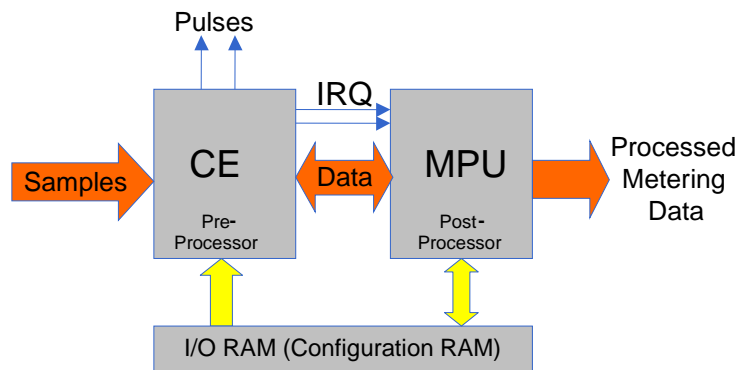 Pulses
IRQ
Samples
CE
Pre-
Processor
Data
MPU
Post-
Processor
Processed
Metering
Data
I/O RAM (Configuration RAM)